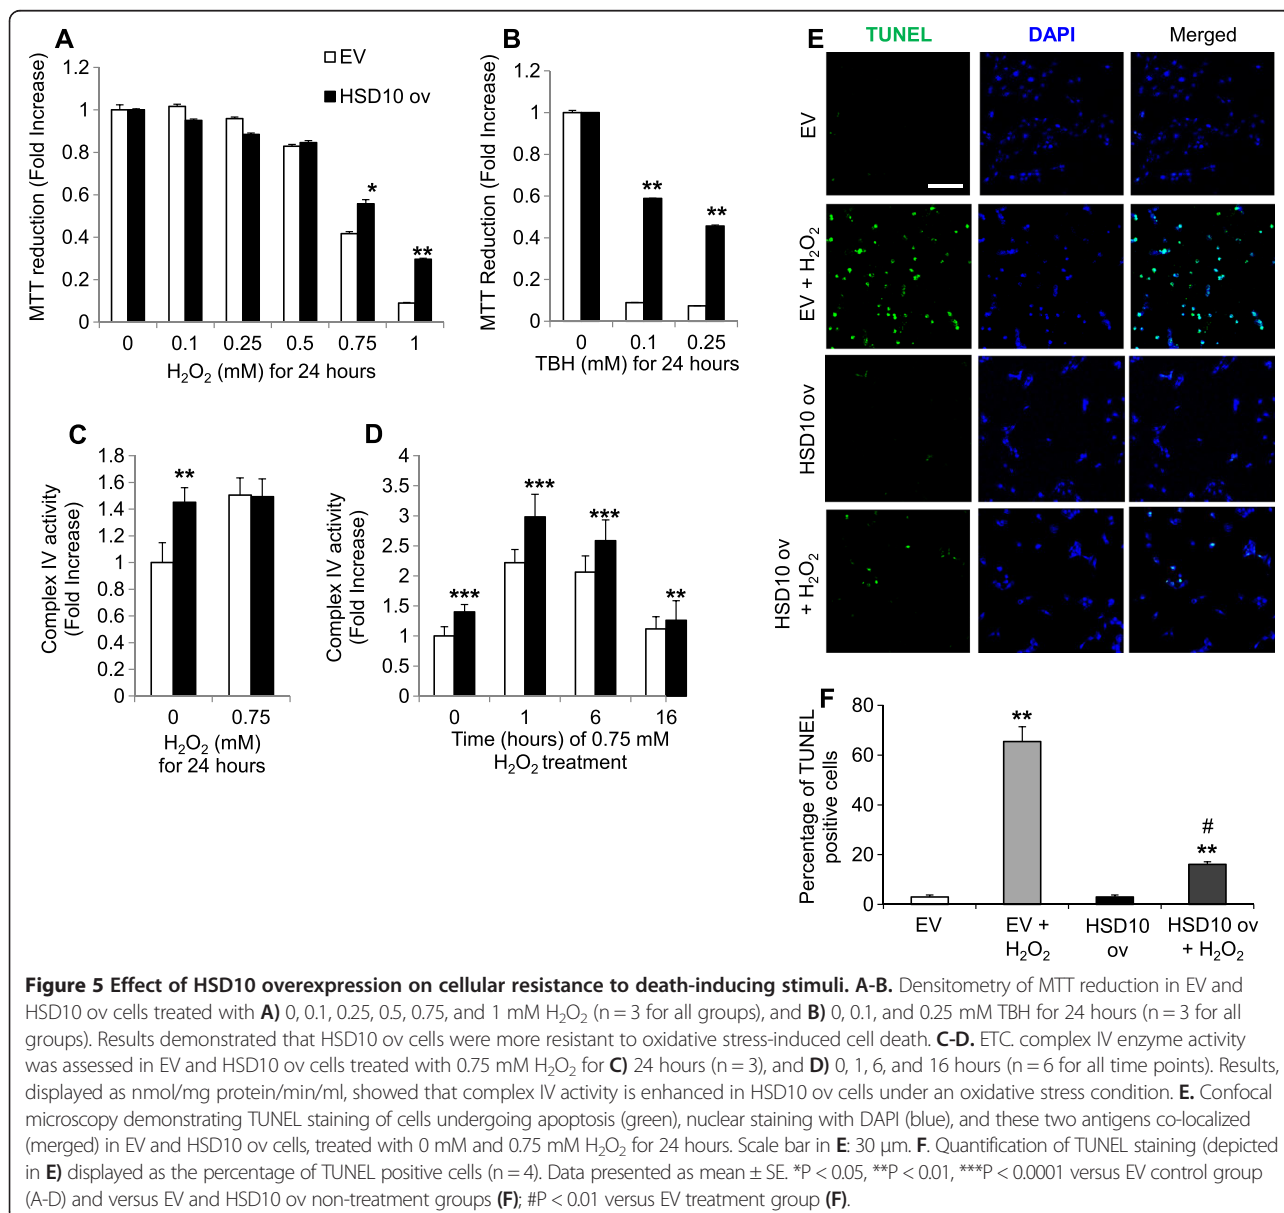 A
EV
HSD10 ov
MTT reduction (Fold Increase)
1.2
1
0.8
0.6
0.4
0.2
0
*
**
0 0.1 0.25 0.5 0.75 1
H₂O₂ (mM) for 24 hours
B
MTT Reduction (Fold Increase)
1.2
1
0.8
0.6
0.4
0.2
0
**
**
0 0.1 0.25
TBH (mM) for 24 hours
C
Complex IV activity
(Fold Increase)
1.8
1.6
1.4
1.2
1
0.8
0.6
0.4
0.2
0
**
0 0.75
H₂O₂ (mM)
for 24 hours
D
Complex IV activity
(Fold Increase)
4
3.5
3
2.5
2
1.5
1
0.5
0
***
***
***
**
0 1 6 16
Time (hours) of 0.75 mM
H₂O₂ treatment
E
TUNEL DAPI Merged
EV
EV + H₂O₂
HSD10 ov
HSD10 ov
+ H₂O₂
F
Percentage of TUNEL
positive cells
80
60
40
20
0
**
#
**
EV EV + HSD10 HSD10 ov
H₂O₂ ov + H₂O₂
Figure 5 Effect of HSD10 overexpression on cellular resistance to death-inducing stimuli. A-B. Densitometry of MTT reduction in EV and
HSD10 ov cells treated with A) 0, 0.1, 0.25, 0.5, 0.75, and 1 mM H₂O₂ (n = 3 for all groups), and B) 0, 0.1, and 0.25 mM TBH for 24 hours (n = 3 for all
groups). Results demonstrated that HSD10 ov cells were more resistant to oxidative stress-induced cell death. C-D. ETC. complex IV enzyme activity
was assessed in EV and HSD10 ov cells treated with 0.75 mM H₂O₂ for C) 24 hours (n = 3), and D) 0, 1, 6, and 16 hours (n = 6 for all time points). Results,
displayed as nmol/mg protein/min/ml, showed that complex IV activity is enhanced in HSD10 ov cells under an oxidative stress condition. E. Confocal
microscopy demonstrating TUNEL staining of cells undergoing apoptosis (green), nuclear staining with DAPI (blue), and these two antigens co-localized
(merged) in EV and HSD10 ov cells, treated with 0 mM and 0.75 mM H₂O₂ for 24 hours. Scale bar in E: 30 μm. F. Quantification of TUNEL staining (depicted
in E) displayed as the percentage of TUNEL positive cells (n = 4). Data presented as mean ± SE. *P < 0.05, **P < 0.01, ***P < 0.0001 versus EV control group
(A-D) and versus EV and HSD10 ov non-treatment groups (F); #P < 0.01 versus EV treatment group (F).